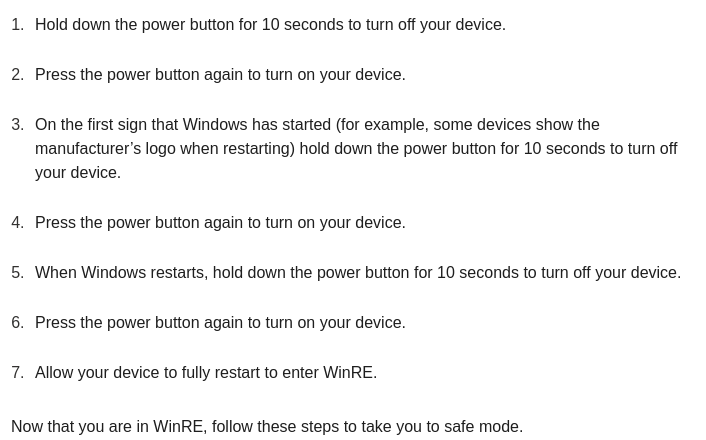 1. Hold down the power button for 10 seconds to turn off your device.
2. Press the power button again to turn on your device.
3. On the first sign that Windows has started (for example, some devices show the
manufacturer’s logo when restarting) hold down the power button for 10 seconds to turn off
your device.
4. Press the power button again to turn on your device.
5. When Windows restarts, hold down the power button for 10 seconds to turn off your device.
6. Press the power button again to turn on your device.
7. Allow your device to fully restart to enter WinRE.
Now that you are in WinRE, follow these steps to take you to safe mode.